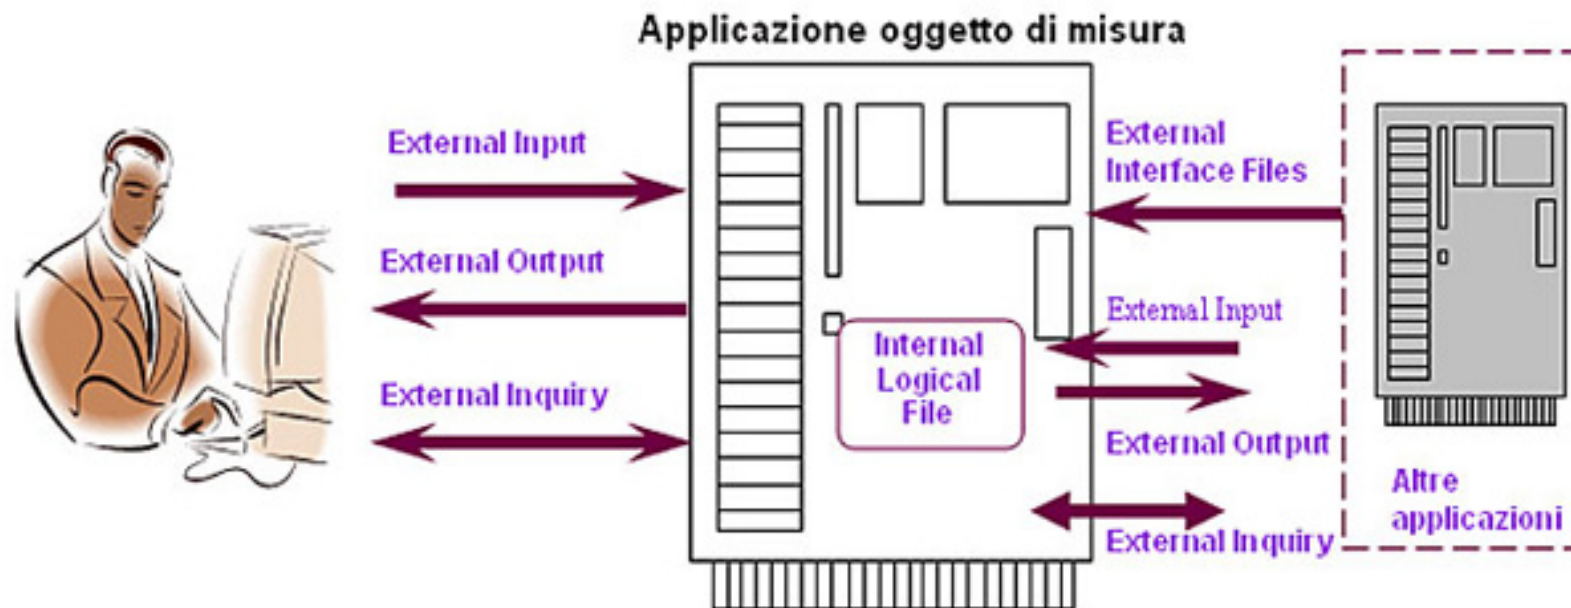 Applicazione oggetto di misura
External Input
External Output
External Inquiry
Internal
Logical
File
External
Interface Files
External Input
External Output
External Inquiry
Altre
applicazioni